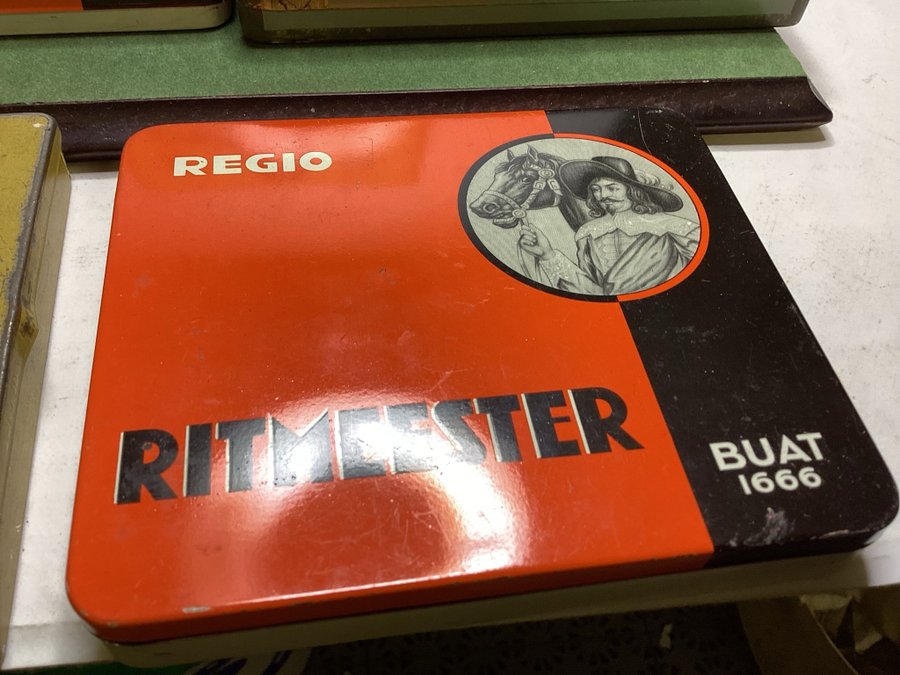 REGIO
RITMEESTER
BUAT
1666